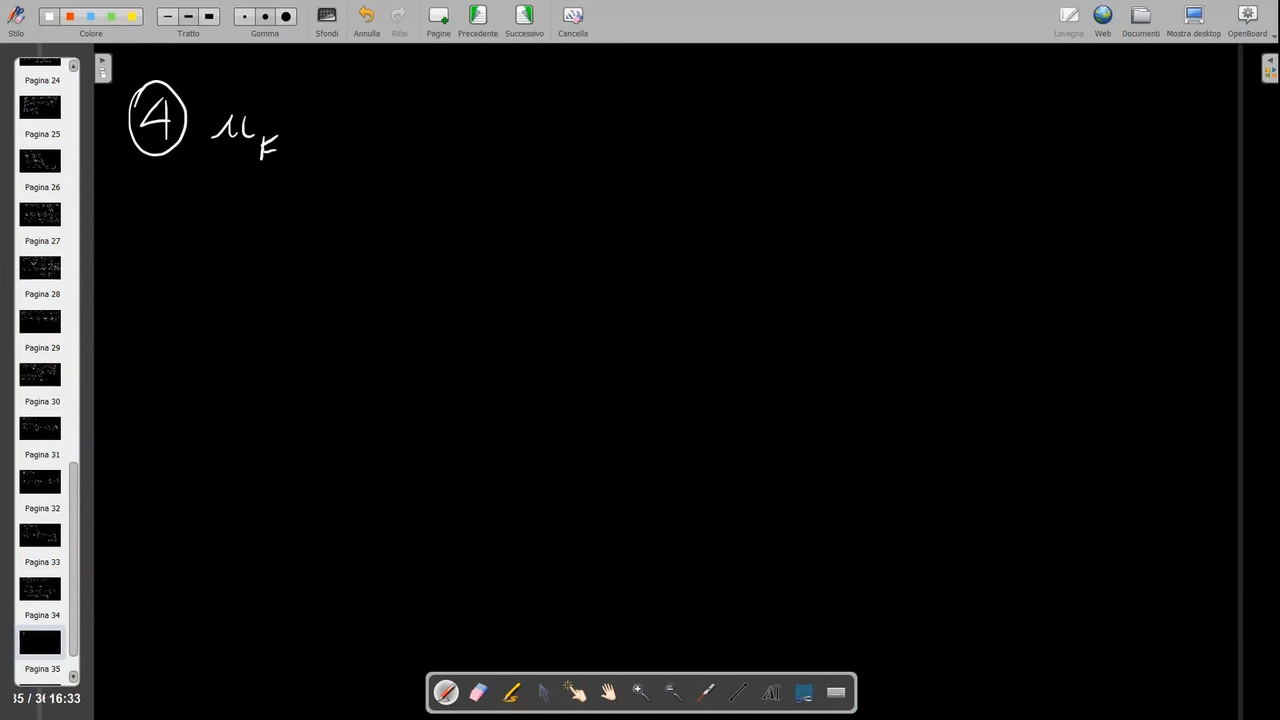 Stilo Colore Tratto Gomma Sfondi Annulla Rifai Pagine Precedente Successivo Cancella Lavagna Web Documenti Mostra desktop OpenBoard
Pagina 24
Pagina 25
Pagina 26
Pagina 27
Pagina 28
Pagina 29
Pagina 30
Pagina 31
Pagina 32
Pagina 33
Pagina 34
Pagina 35
16:33
④ u_F